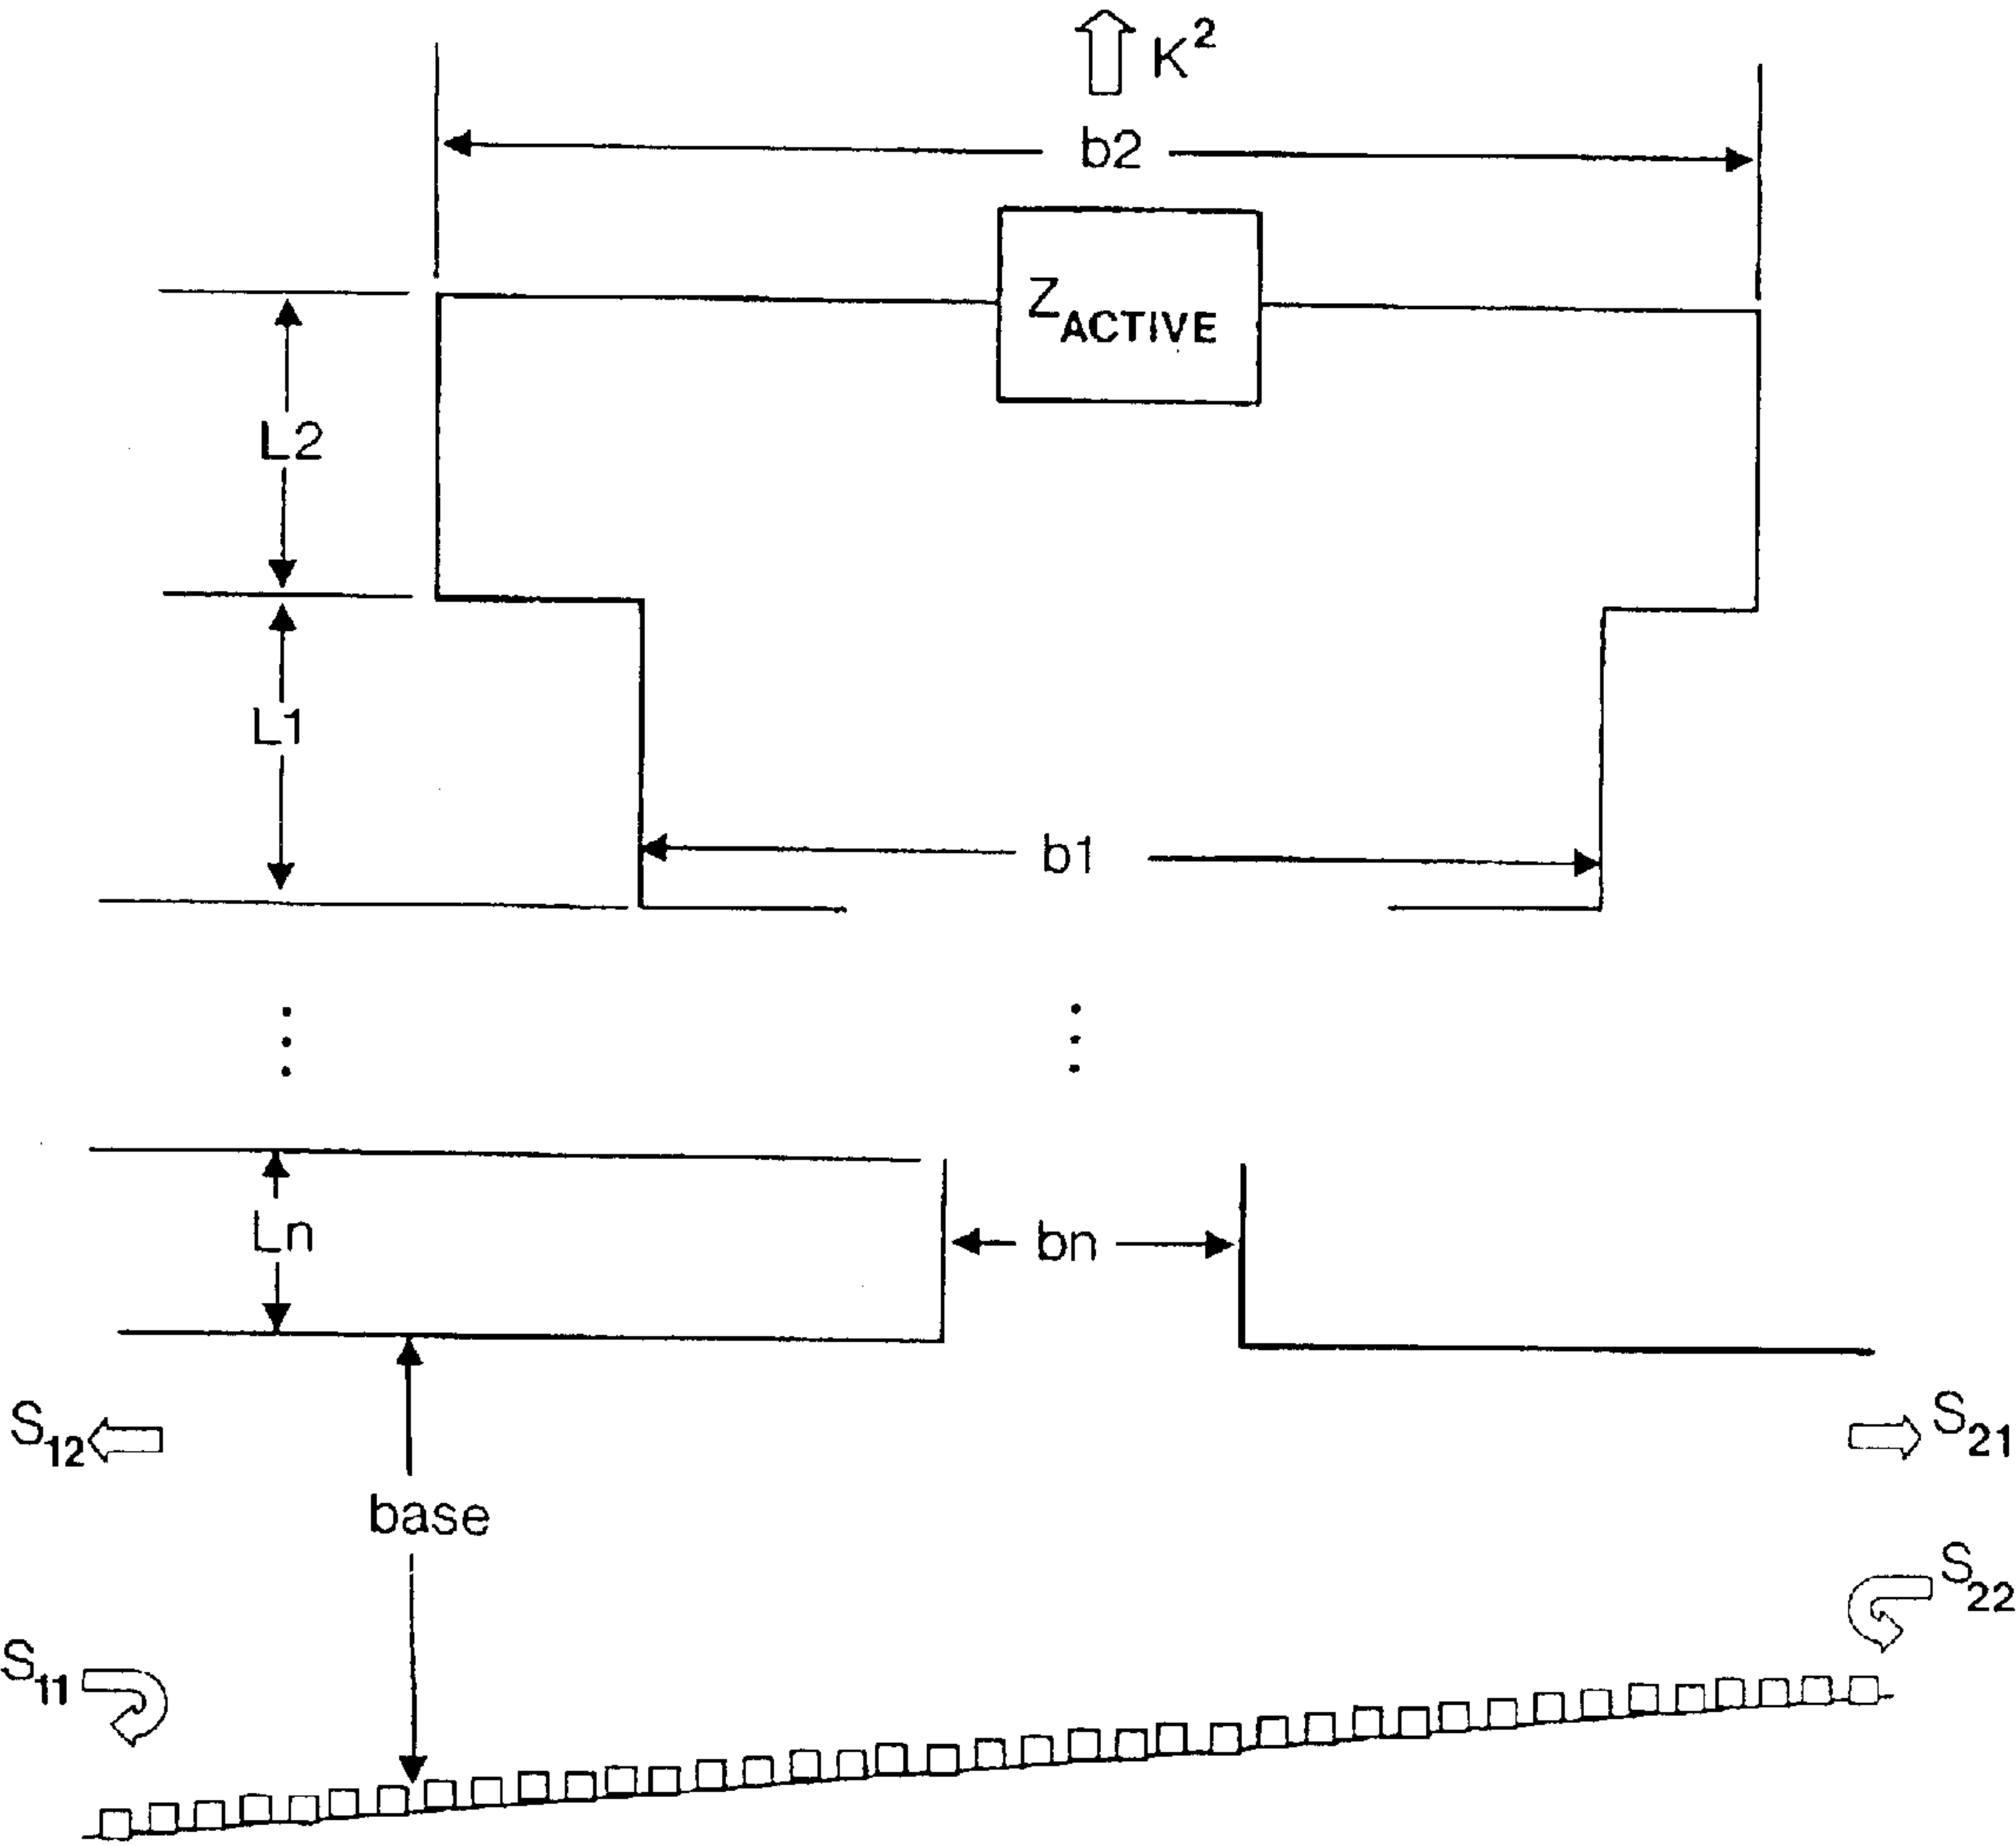 K²
b2
Z_ACTIVE
L2
L1
b1
Ln
bn
S₁₂
S₂₁
base
S₂₂
S₁₁